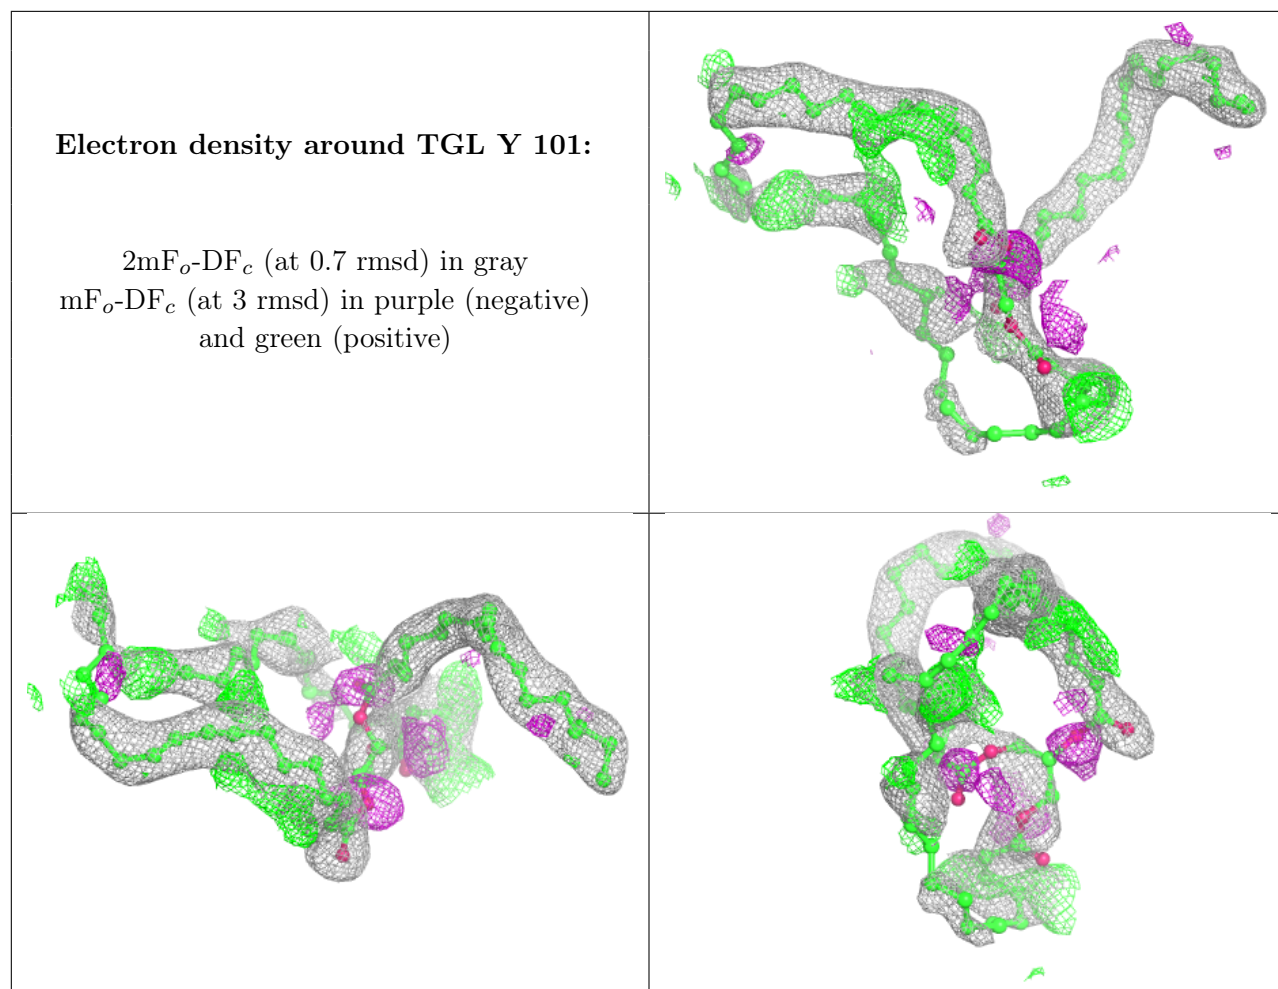 Electron density around TGL Y 101:
2mFo-DFc (at 0.7 rmsd) in gray
mFo-DFc (at 3 rmsd) in purple (negative)
and green (positive)